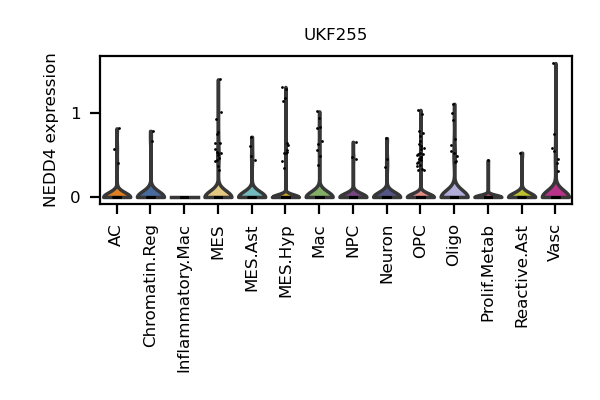 UKF255
NEDD4 expression
1
0
AC
Chromatin.Reg
Inflammatory.Mac
MES
MES.Ast
MES.Hyp
Mac
NPC
Neuron
OPC
Oligo
Prolif.Metab
Reactive.Ast
Vasc